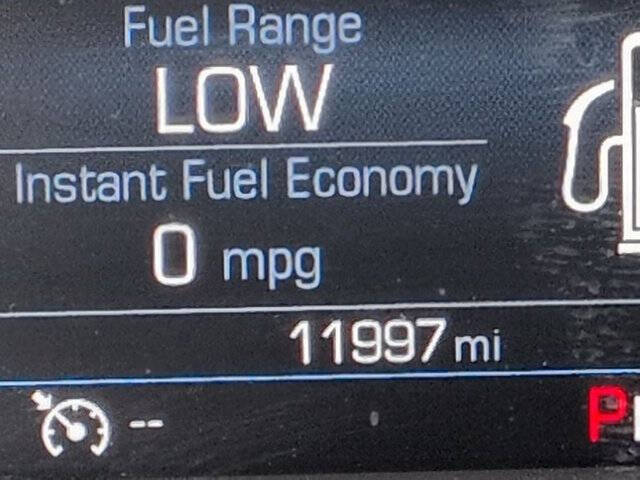 Fuel Range
LOW
Instant Fuel Economy
0 mpg
11997 mi
--
P